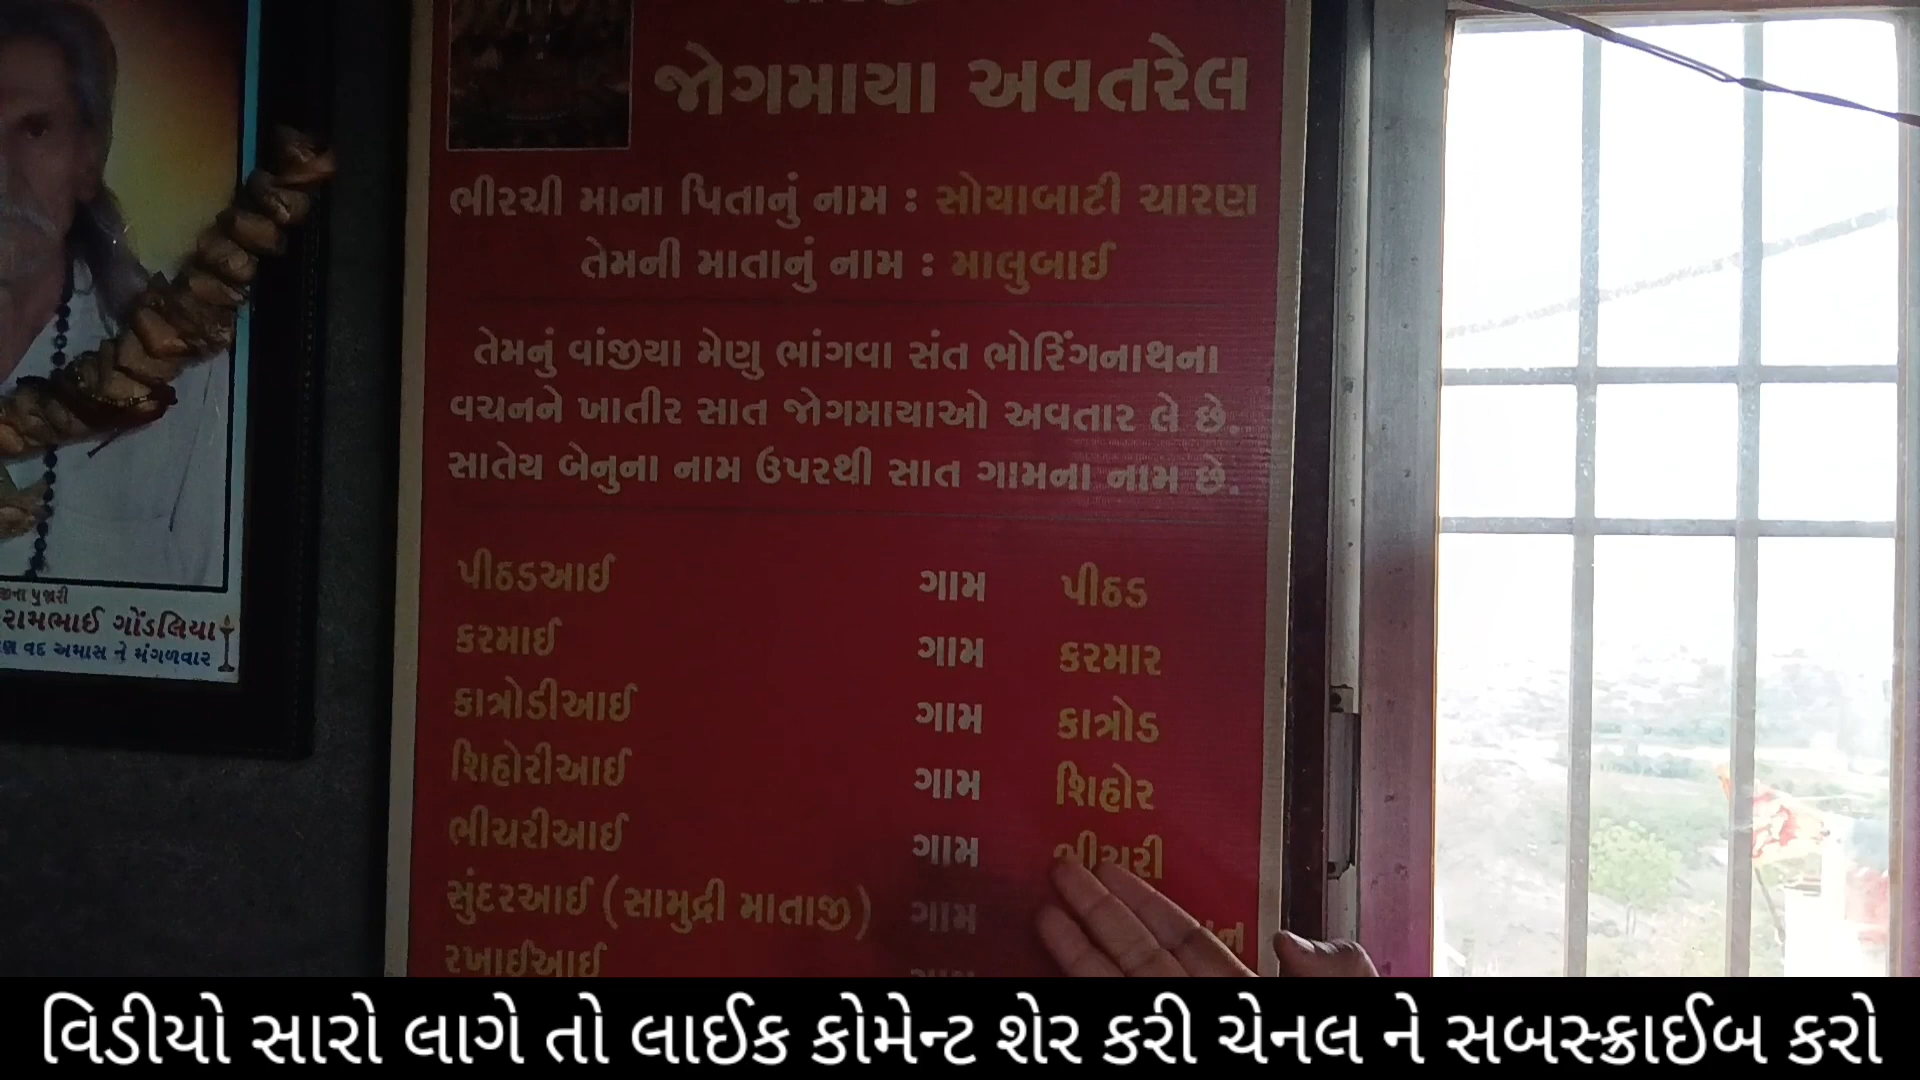 જોગમાયા અવતરેલ
ભીરચી માના પિતાનું નામ : સોયાબાટી ચારણ
તેમની માતાનું નામ : માલુબાઈ
તેમનું વાંજીયા મેણુ ભાંગવા સંત ભોરિંગનાથના
વચનને ખાતીર સાત જોગમાયાઓ અવતાર લે છે.
સાતેય બેનુના નામ ઉપરથી સાત ગામના નામ છે.
પીઠડઆઈ ગામ પીઠડ
કરમાઈ ગામ કરમાર
કાત્રોડીઆઈ ગામ કાત્રોડ
શિહોરીઆઈ ગામ શિહોર
ભીચરીઆઈ ગામ ભીચરી
સુંદરઆઈ (સામુદ્રી માતાજી) ગામ
રખાઈઆઈ ગામ
પુજારી
રામભાઈ ગોંડલિયા
વદ અમાસ ને મંગળવાર
વિડીયો સારો લાગે તો લાઈક કોમેન્ટ શેર કરી ચેનલ ને સબસ્ક્રાઈબ કરો